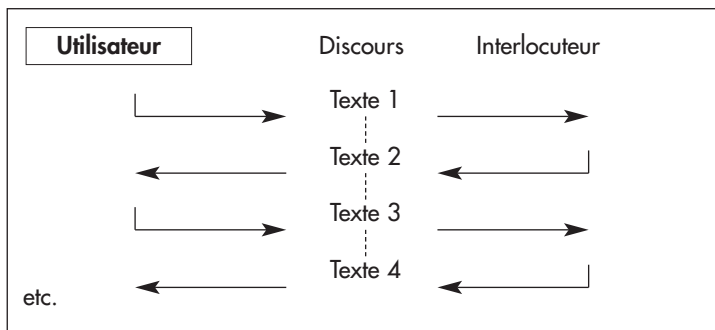 Utilisateur Discours Interlocuteur
Texte 1
Texte 2
Texte 3
Texte 4
etc.